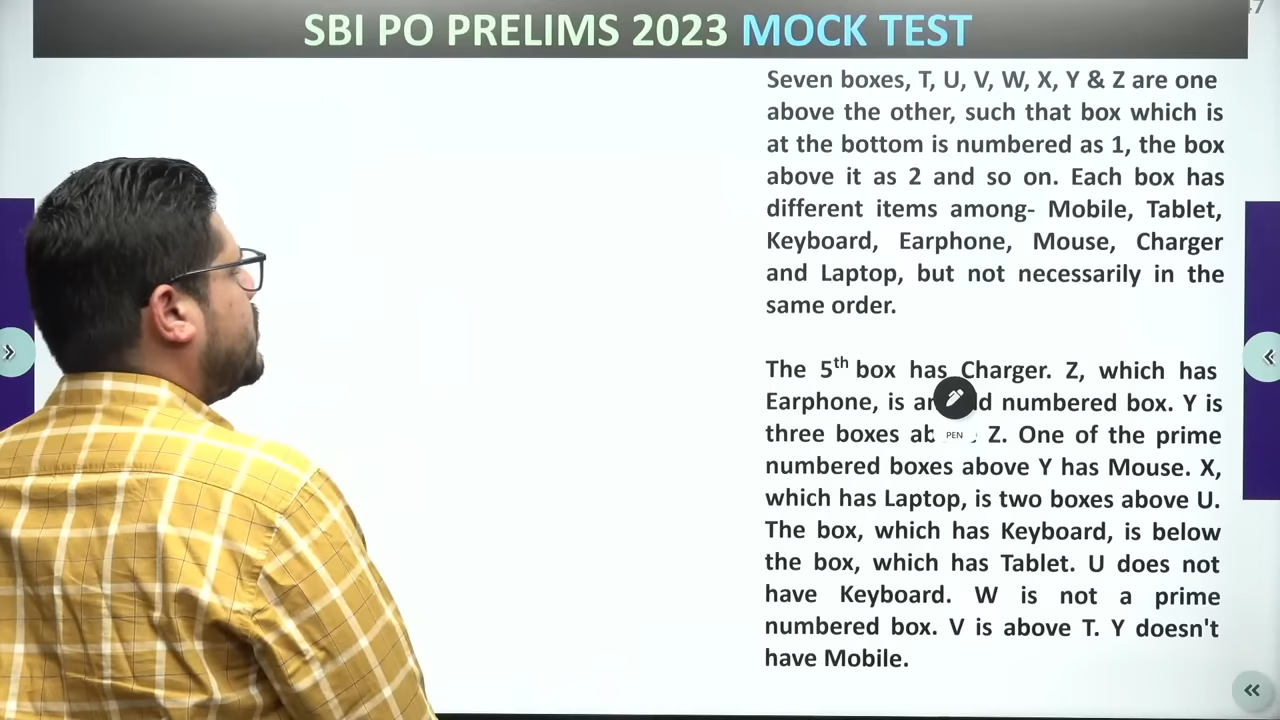 47
SBI PO PRELIMS 2023 MOCK TEST
Seven boxes, T, U, V, W, X, Y & Z are one
above the other, such that box which is
at the bottom is numbered as 1, the box
above it as 2 and so on. Each box has
different items among- Mobile, Tablet,
Keyboard, Earphone, Mouse, Charger
and Laptop, but not necessarily in the
same order.
The 5th box has Charger. Z, which has
Earphone, is numbered box. Y is
three boxes Z. One of the prime
PEN
numbered boxes above Y has Mouse. X,
which has Laptop, is two boxes above U.
The box, which has Keyboard, is below
the box, which has Tablet. U does not
have Keyboard. W is not a prime
numbered box. V is above T. Y doesn't
have Mobile.